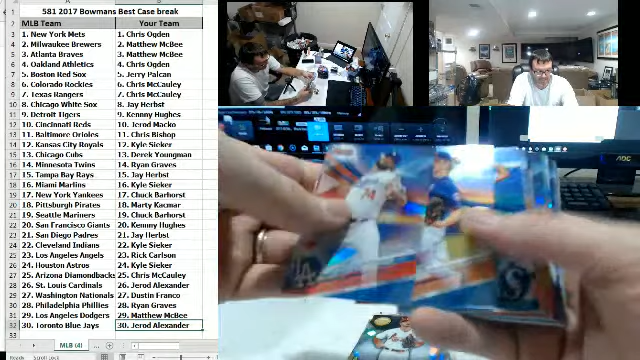 581 2017 Bowmans Best Case break
MLB Team Your Team
1. New York Mets 1. Chris Ogden
2. Milwaukee Brewers 2. Matthew McBee
3. Atlanta Braves 3. Matthew McBee
4. Oakland Athletics 4. Chris Ogden
5. Boston Red Sox 5. Jerry Palcan
6. Colorado Rockies 6. Chris McCauley
7. Texas Rangers 7. Chris McCauley
8. Chicago White Sox 8. Jay Herbst
9. Detroit Tigers 9. Kennny Hughes
10. Cincinnati Reds 10. Jerod Macko
11. Baltimore Orioles 11. Chris Bishop
12. Kansas City Royals 12. Kyle Sieker
13. Chicago Cubs 13. Derek Youngman
14. Minnesota Twins 14. Ryan Graves
15. Tampa Bay Rays 15. Jay Herbst
16. Miami Marlins 16. Kyle Sieker
17. New York Yankees 17. Chuck Barhorst
18. Pittsburgh Pirates 18. Marty Kacmar
19. Seattle Mariners 19. Chuck Barhorst
20. San Francisco Giants 20. Kennny Hughes
21. San Diego Padres 21. Jay Herbst
22. Cleveland Indians 22. Kyle Sieker
23. Los Angeles Angels 23. Rick Carlson
24. Houston Astros 24. Kyle Sieker
25. Arizona Diamondbacks 25. Chris McCauley
26. St. Louis Cardinals 26. Jerod Alexander
27. Washington Nationals 27. Dustin Franco
28. Philadelphia Phillies 28. Ryan Graves
29. Los Angeles Dodgers 29. Matthew McBee
30. Toronto Blue Jays 30. Jerod Alexander
MLB (4)
Ready Scroll Lock